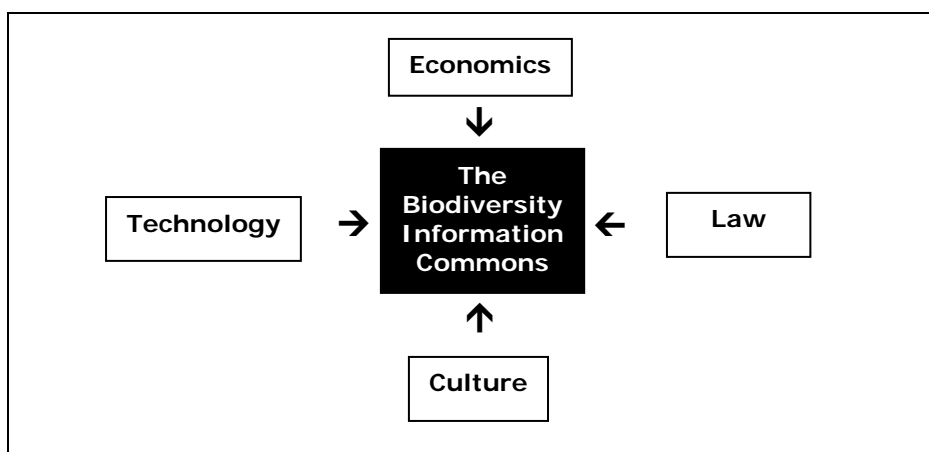 Economics
The
Biodiversity
Information
Commons
Technology
Law
Culture